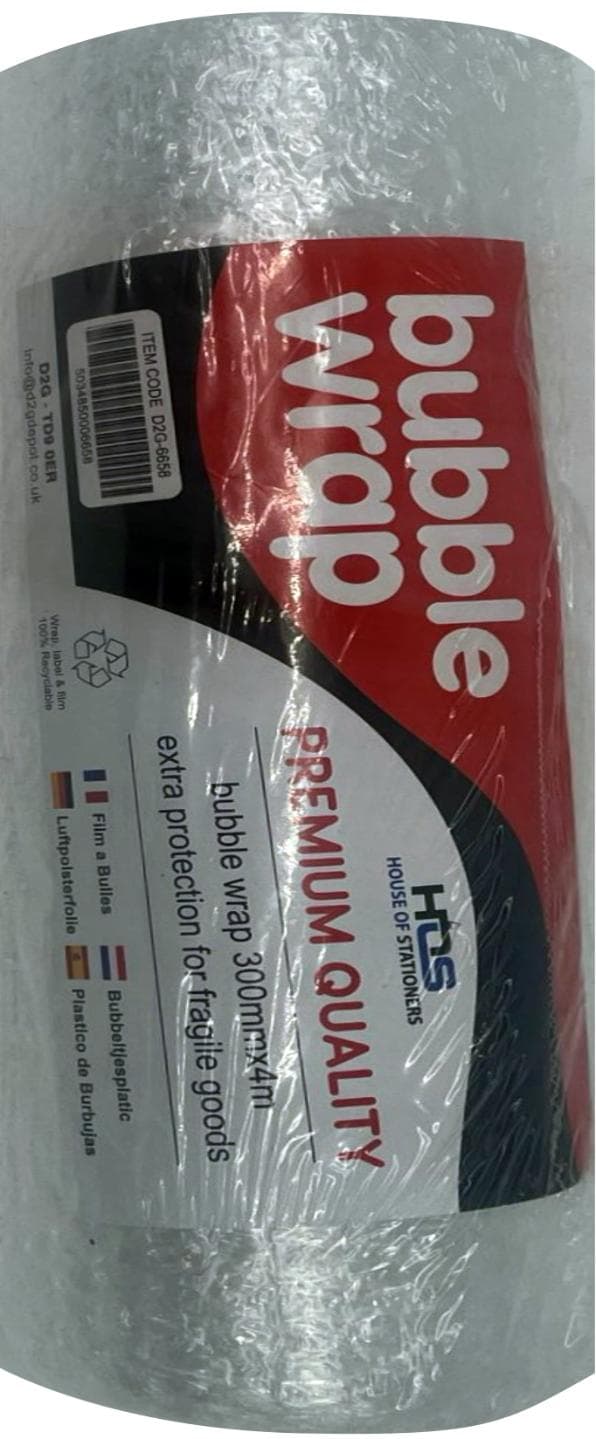 bubble
wrap
HOS
HOUSE OF STATIONERS
PREMIUM QUALITY
bubble wrap 300mmx4m
extra protection for fragile goods
ITEM CODE D2G-6658
5034850006658
D2G - TD9 0ER
Info@d2gdepot.co.uk
Wrap, label & film
100% Recyclable
Film a Bulles
Bubbeltjesplatic
Luftpolsterfolie
Plastico de Burbujas